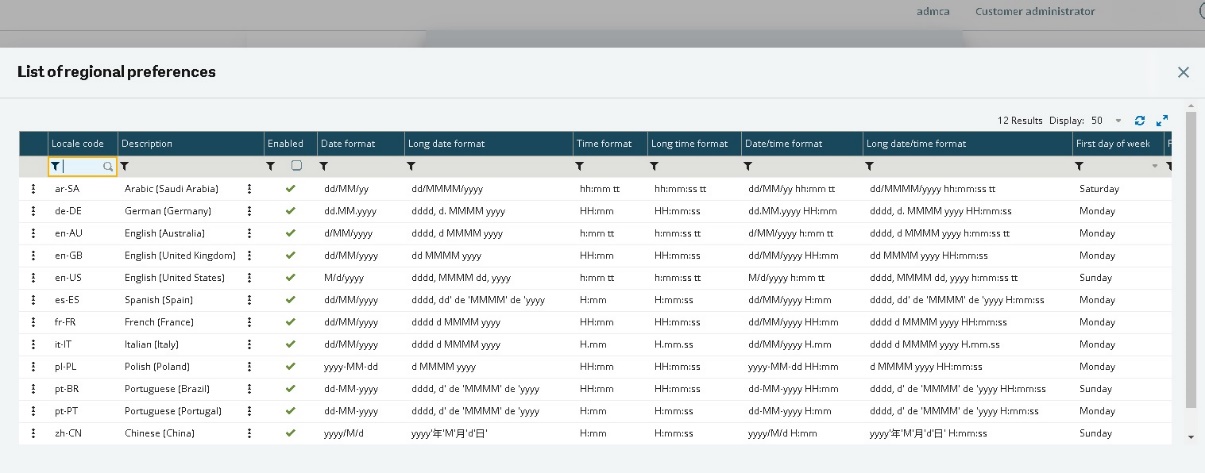 admca Customer administrator
List of regional preferences
12 Results Display: 50
Locale code Description Enabled Date format Long date format Time format Long time format Date/time format Long date/time format First day of week F
ar-SA Arabic (Saudi Arabia) dd/MM/yy dd/MMMM/yyyy hh:mm tt hh:mm:ss tt dd/MM/yy hh:mm tt dd/MMMM/yyyy hh:mm:ss tt Saturday
de-DE German (Germany) dd.MM.yyyy dddd, d. MMMM yyyy HH:mm HH:mm:ss dd.MM.yyyy HH:mm dddd, d. MMMM yyyy HH:mm:ss Monday
en-AU English (Australia) d/MM/yyyy dddd, d MMMM yyyy h:mm tt h:mm:ss tt d/MM/yyyy h:mm tt dddd, d MMMM yyyy h:mm:ss tt Monday
en-GB English (United Kingdom) dd/MM/yyyy dd MMMM yyyy HH:mm HH:mm:ss dd/MM/yyyy HH:mm dd MMMM yyyy HH:mm:ss Monday
en-US English (United States) M/d/yyyy dddd, MMMM dd, yyyy h:mm tt h:mm:ss tt M/d/yyyy h:mm tt dddd, MMMM dd, yyyy h:mm:ss tt Sunday
es-ES Spanish (Spain) dd/MM/yyyy dddd, dd' de 'MMMM' de 'yyyy H:mm H:mm:ss dd/MM/yyyy H:mm dddd, dd' de 'MMMM' de 'yyyy H:mm:ss Monday
fr-FR French (France) dd/MM/yyyy dddd d MMMM yyyy HH:mm HH:mm:ss dd/MM/yyyy HH:mm dddd d MMMM yyyy HH:mm:ss Monday
it-IT Italian (Italy) dd/MM/yyyy dddd d MMMM yyyy H.mm H.mm.ss dd/MM/yyyy H.mm dddd d MMMM yyyy H.mm.ss Monday
pl-PL Polish (Poland) yyyy-MM-dd d MMMM yyyy HH:mm HH:mm:ss yyyy-MM-dd HH:mm d MMMM yyyy HH:mm:ss Monday
pt-BR Portuguese (Brazil) dd-MM-yyyy dddd, d' de 'MMMM' de 'yyyy HH:mm HH:mm:ss dd-MM-yyyy HH:mm dddd, d' de 'MMMM' de 'yyyy HH:mm:ss Sunday
pt-PT Portuguese (Portugal) dd-MM-yyyy dddd, d' de 'MMMM' de 'yyyy H:mm H:mm:ss dd-MM-yyyy H:mm dddd, d' de 'MMMM' de 'yyyy H:mm:ss Monday
zh-CN Chinese (China) yyyy/M/d yyyy'年'M'月'd'日' H:mm H:mm:ss yyyy/M/d H:mm yyyy'年'M'月'd'日' H:mm:ss Sunday